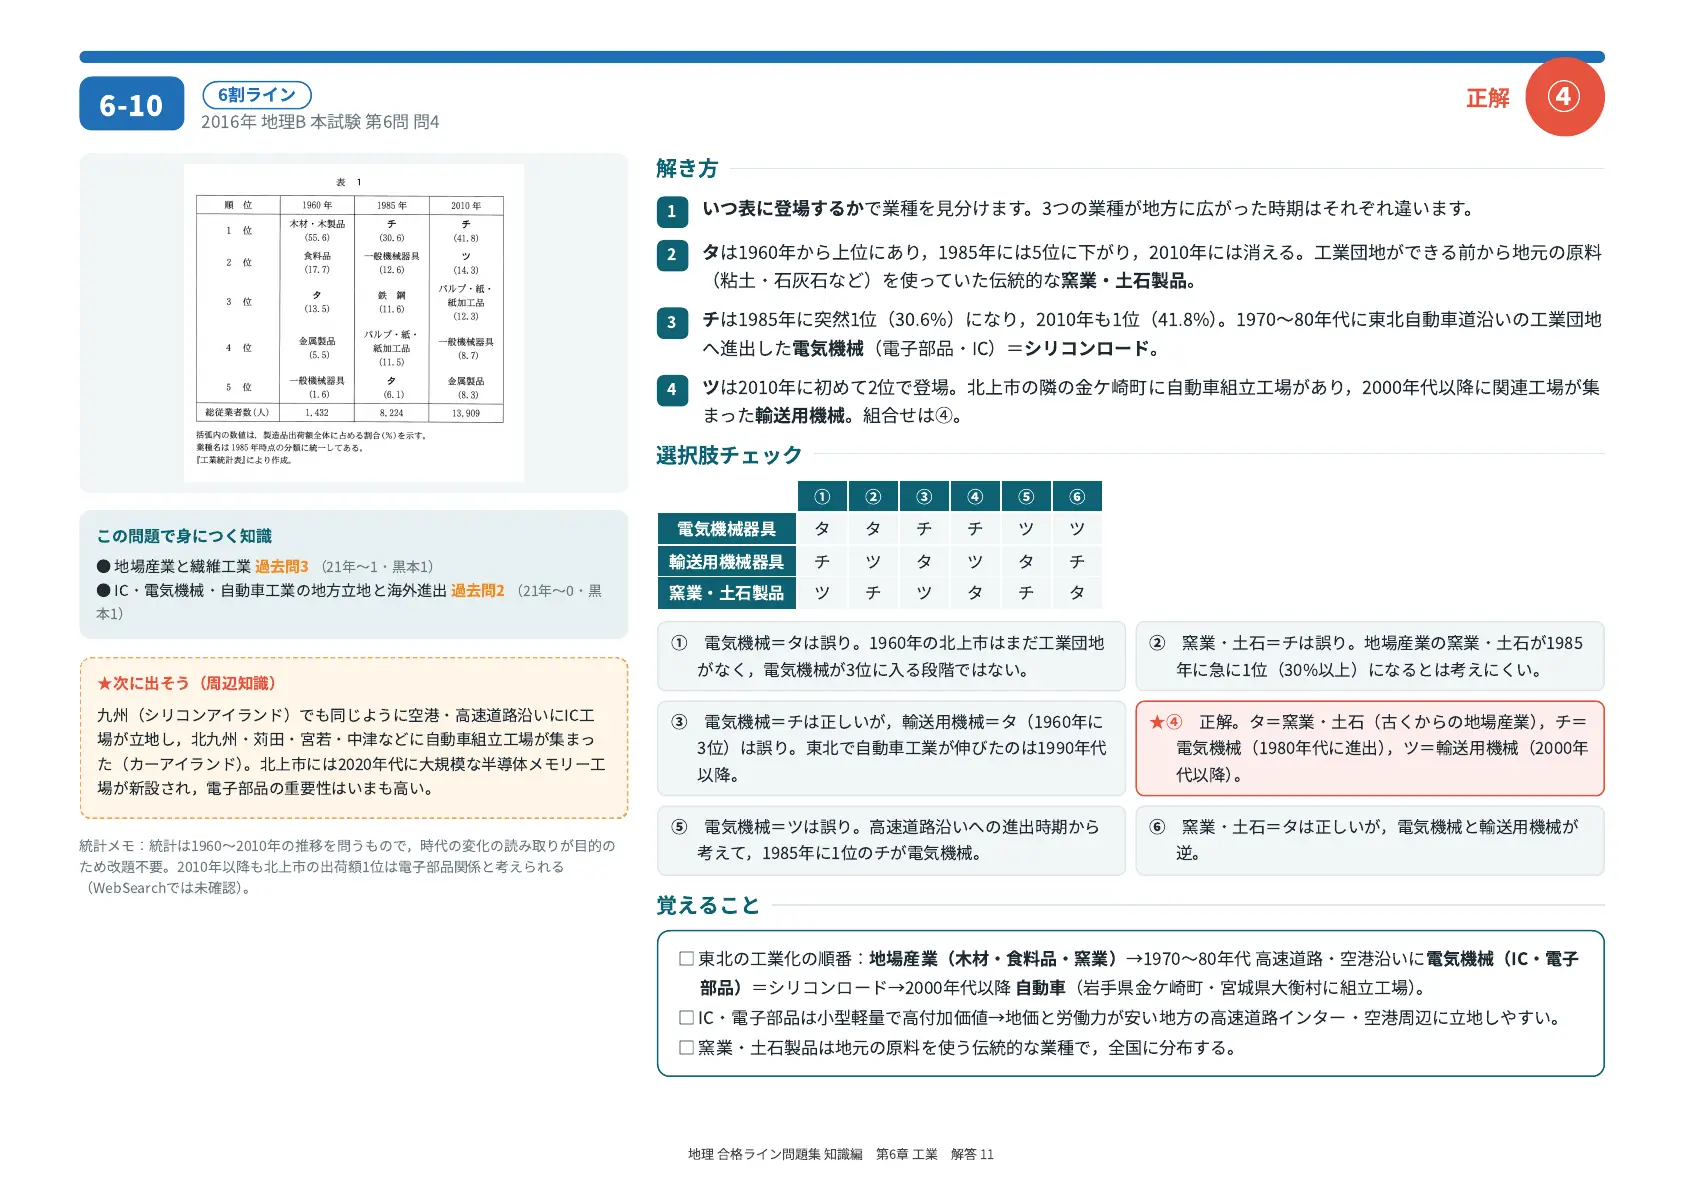 6-10
6割ライン
2016年 地理B 本試験 第6問 問4
正解 ④
表 1
順 位 1960年 1985年 2010年
1 位 木材・木製品 (55.6) チ (30.6) チ (41.8)
2 位 食料品 (17.7) 一般機械器具 (12.6) ツ (14.3)
3 位 タ (13.5) 鉄 鋼 (11.6) パルプ・紙・紙加工品 (12.3)
4 位 金属製品 (5.5) パルプ・紙・紙加工品 (11.5) 一般機械器具 (8.7)
5 位 一般機械器具 (1.6) タ (6.1) 金属製品 (8.3)
総従業者数(人) 1,432 8,224 13,909
括弧内の数値は、製造品出荷額全体に占める割合(%)を示す。
業種名は1985年時点の分類に統一してある。
『工業統計表』により作成。
この問題で身につく知識
● 地場産業と繊維工業 過去問3 （21年〜1・黒本1）
● IC・電気機械・自動車工業の地方立地と海外進出 過去問2 （21年〜0・黒
本1）
★次に出そう（周辺知識）
九州（シリコンアイランド）でも同じように空港・高速道路沿いにIC工
場が立地し，北九州・苅田・宮若・中津などに自動車組立工場が集まっ
た（カーアイランド）。北上市には2020年代に大規模な半導体メモリー工
場が新設され，電子部品の重要性はいまも高い。
統計メモ：統計は1960〜2010年の推移を問うもので，時代の変化の読み取りが目的の
ため改題不要。2010年以降も北上市の出荷額1位は電子部品関係と考えられる
（WebSearchでは未確認）。
解き方
1 いつ表に登場するかで業種を見分けます。3つの業種が地方に広がった時期はそれぞれ違います。
2 タは1960年から上位にあり，1985年には5位に下がり，2010年には消える。工業団地ができる前から地元の原料
（粘土・石灰石など）を使っていた伝統的な窯業・土石製品。
3 チは1985年に突然1位（30.6%）になり，2010年も1位（41.8%）。1970〜80年代に東北自動車道沿いの工業団地
へ進出した電気機械（電子部品・IC）＝シリコンロード。
4 ツは2010年に初めて2位で登場。北上市の隣の金ケ崎町に自動車組立工場があり，2000年代以降に関連工場が集
まった輸送用機械。組合せは④。
選択肢チェック
① ② ③ ④ ⑤ ⑥
電気機械器具 タ タ チ チ ツ ツ
輸送用機械器具 チ ツ タ ツ タ チ
窯業・土石製品 ツ チ ツ タ チ タ
① 電気機械＝タは誤り。1960年の北上市はまだ工業団地
がなく，電気機械が3位に入る段階ではない。
② 窯業・土石＝チは誤り。地場産業の窯業・土石が1985
年に急に1位（30%以上）になるとは考えにくい。
③ 電気機械＝チは正しいが，輸送用機械＝タ（1960年に
3位）は誤り。東北で自動車工業が伸びたのは1990年代
以降。
★④ 正解。タ＝窯業・土石（古くからの地場産業），チ＝
電気機械（1980年代に進出），ツ＝輸送用機械（2000年
代以降）。
⑤ 電気機械＝ツは誤り。高速道路沿いへの進出時期から
考えて，1985年に1位のチが電気機械。
⑥ 窯業・土石＝タは正しいが，電気機械と輸送用機械が
逆。
覚えること
□ 東北の工業化の順番：地場産業（木材・食料品・窯業）→1970〜80年代 高速道路・空港沿いに電気機械（IC・電子
部品）＝シリコンロード→2000年代以降 自動車（岩手県金ケ崎町・宮城県大衡村に組立工場）。
□ IC・電子部品は小型軽量で高付加価値→地価と労働力が安い地方の高速道路インター・空港周辺に立地しやすい。
□ 窯業・土石製品は地元の原料を使う伝統的な業種で，全国に分布する。
地理 合格ライン問題集 知識編 第6章 工業 解答 11